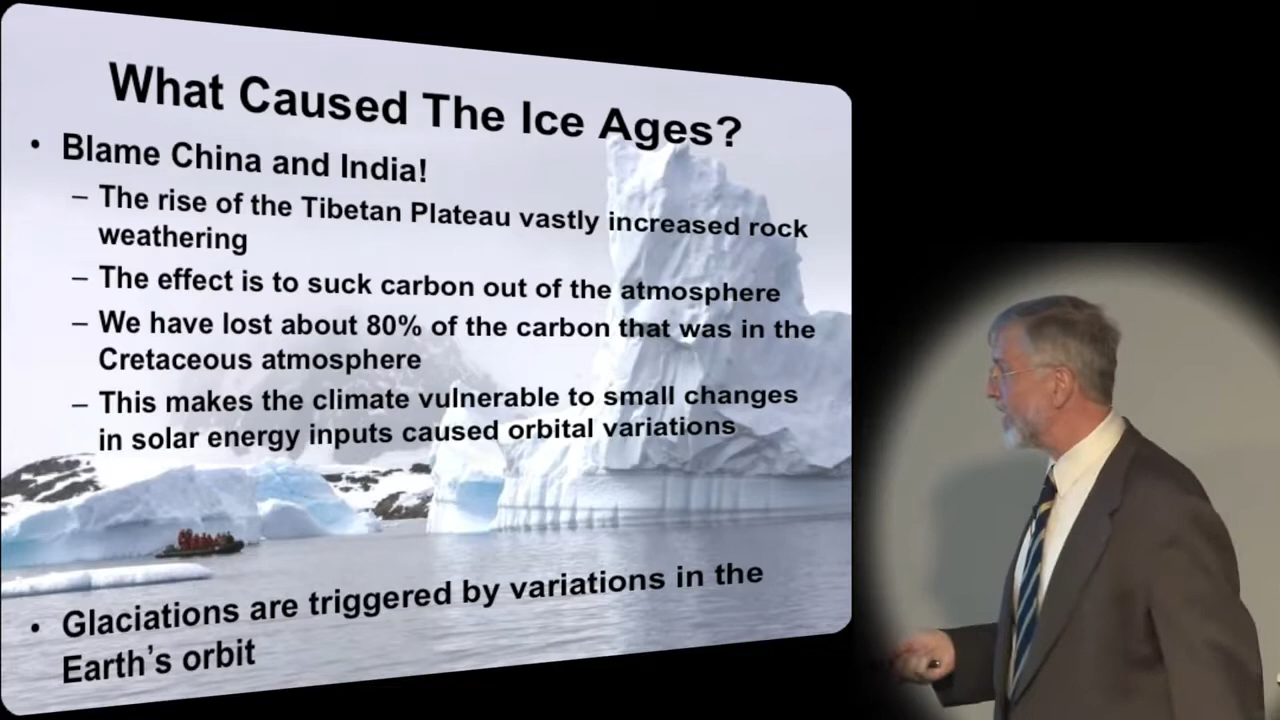 What Caused The Ice Ages?
• Blame China and India!
– The rise of the Tibetan Plateau vastly increased rock
weathering
– The effect is to suck carbon out of the atmosphere
– We have lost about 80% of the carbon that was in the
Cretaceous atmosphere
– This makes the climate vulnerable to small changes
in solar energy inputs caused orbital variations
• Glaciations are triggered by variations in the
Earth's orbit